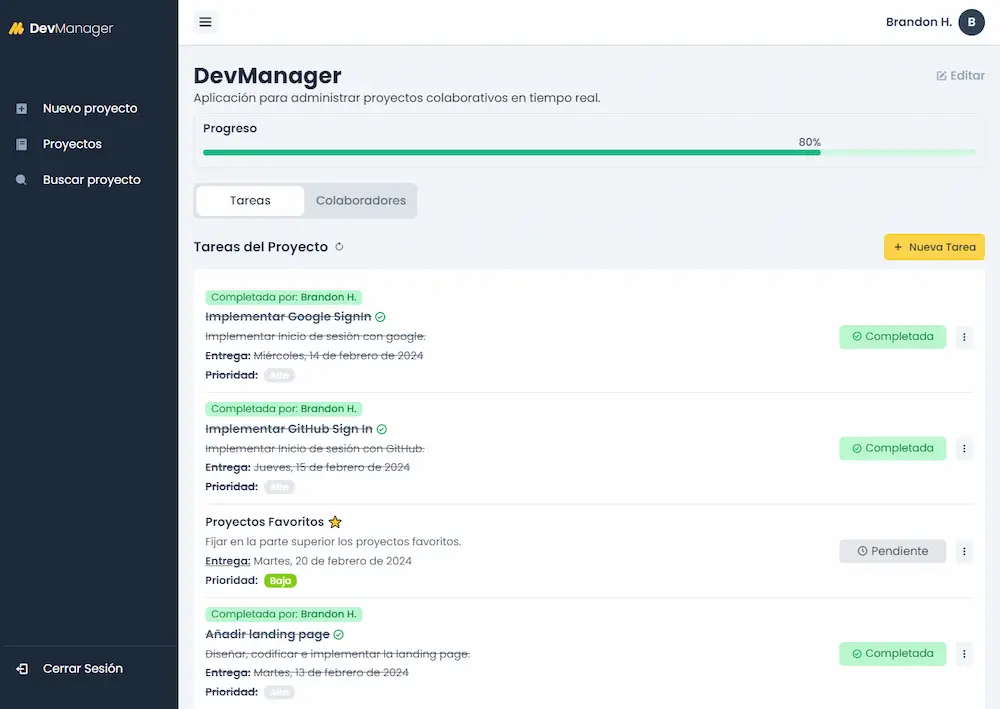 DevManager
Brandon H. B
Nuevo proyecto
Proyectos
Buscar proyecto
Cerrar Sesión
DevManager
Editar
Aplicación para administrar proyectos colaborativos en tiempo real.
Progreso
80%
Tareas Colaboradores
Tareas del Proyecto
+ Nueva Tarea
Completada por: Brandon H.
Implementar Google SignIn
Implementar Inicio de sesión con google.
Entrega: Miércoles, 14 de febrero de 2024
Prioridad: Alta
Completada
Completada por: Brandon H.
Implementar GitHub Sign In
Implementar Inicio de sesión con GitHub.
Entrega: Jueves, 15 de febrero de 2024
Prioridad: Alta
Completada
Proyectos Favoritos ⭐
Fijar en la parte superior los proyectos favoritos.
Entrega: Martes, 20 de febrero de 2024
Prioridad: Baja
Pendiente
Completada por: Brandon H.
Añadir landing page
Diseñar, codificar e implementar la landing page.
Entrega: Martes, 13 de febrero de 2024
Prioridad: Alta
Completada